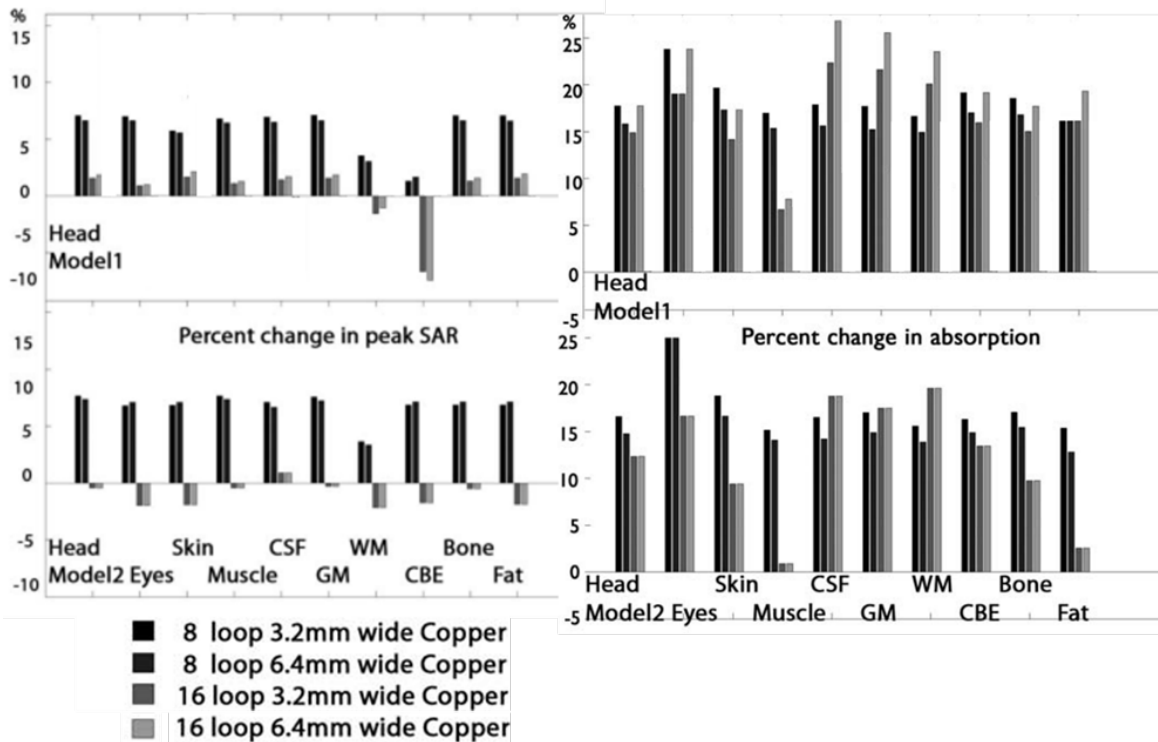 %
15
10
5
0
-5
-10
Head
Model1
Percent change in peak SAR
15
10
5
0
-5
-10
Head Skin CSF WM Bone
Model2 Eyes Muscle GM CBE Fat
%
25
20
15
10
5
0
-5
Head
Model1
Percent change in absorption
25
20
15
10
5
0
-5
Head Skin CSF WM Bone
Model2 Eyes Muscle GM CBE Fat
8 loop 3.2mm wide Copper
8 loop 6.4mm wide Copper
16 loop 3.2mm wide Copper
16 loop 6.4mm wide Copper